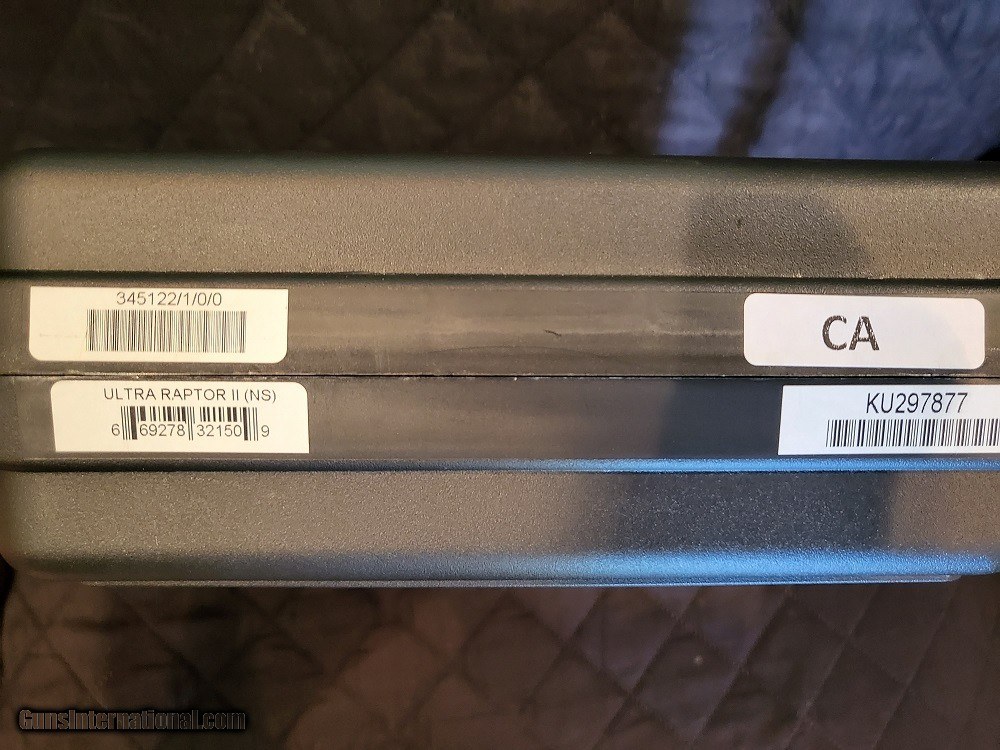 345122/1/0/0
CA
ULTRA RAPTOR II (NS)
6 69278 32150 9
KU297877
GunsInternational.com